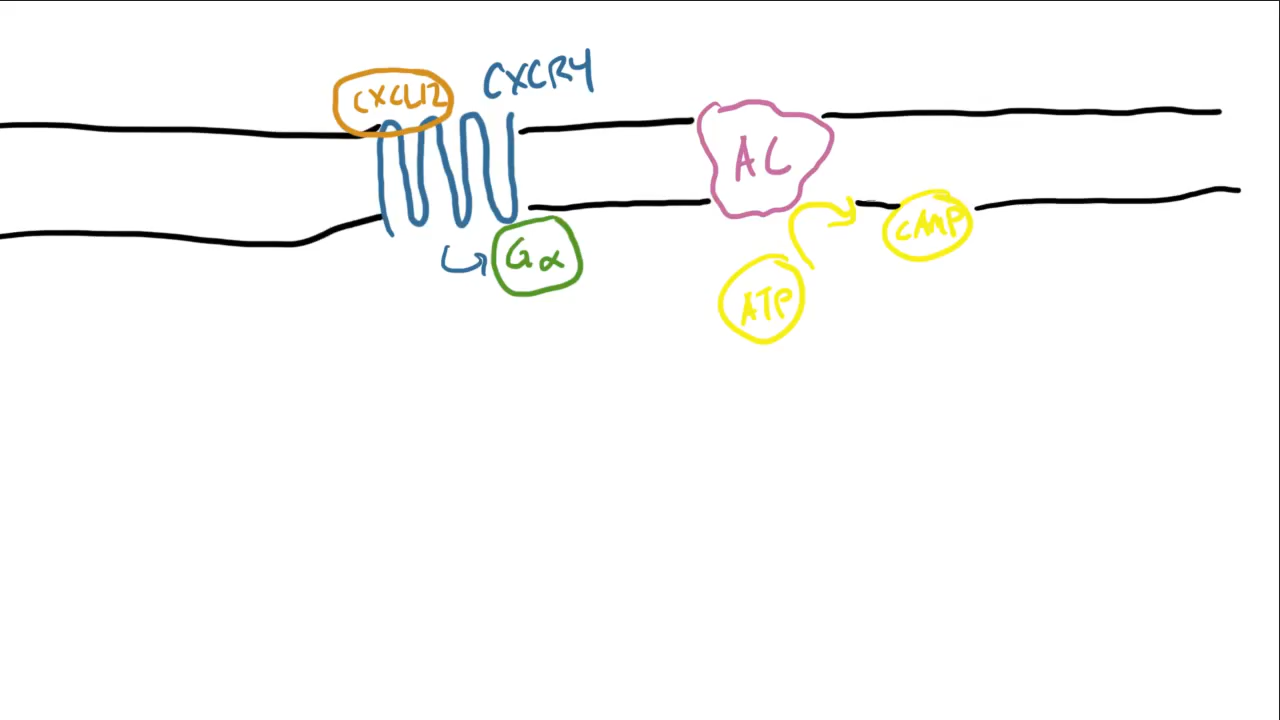 CXCR4
CXCL12
AC
cAMP
Gα
ATP